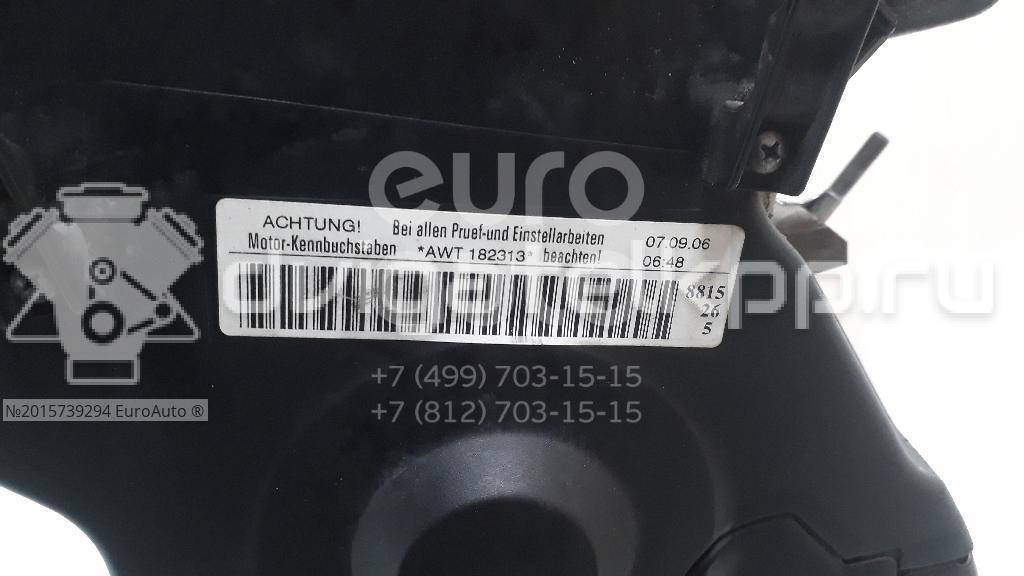 ACHTUNG! Bei allen Pruef-und Einstellarbeiten 07.09.06
Motor-Kennbuchstaben *AWT 182313* beachten! 06:48
8815
26
5
euro
+7 (499) 703-15-15
+7 (812) 703-15-15
№2015739294 EuroAuto ®